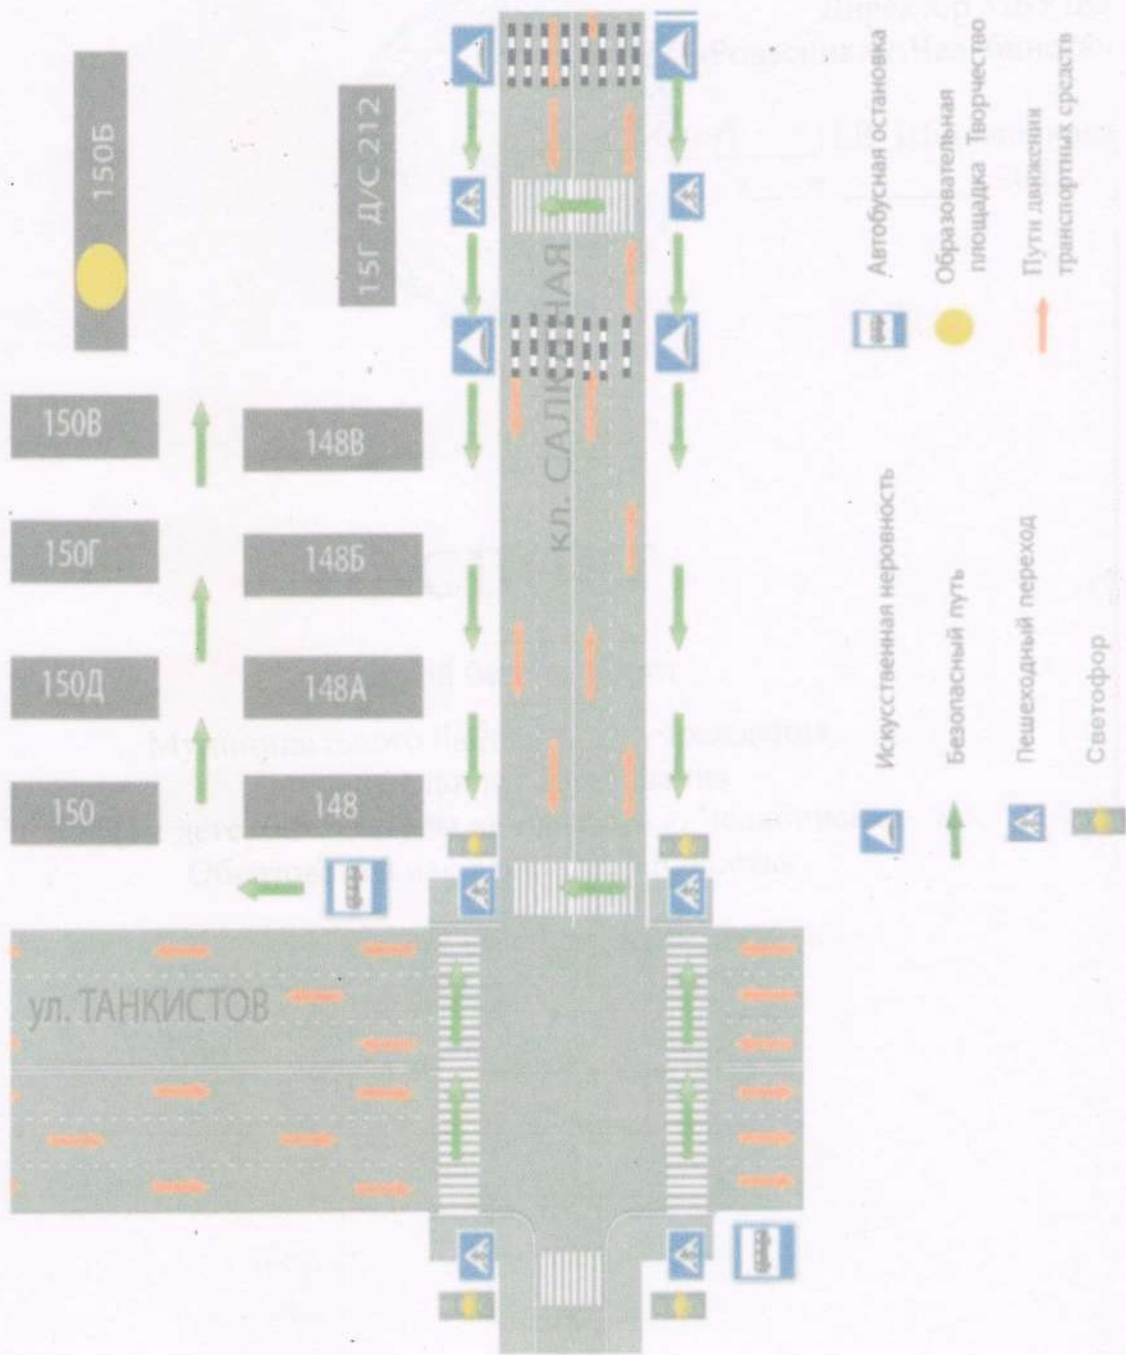 150Б
15Г Д/С 212
150В
148В
150Г
148Б
150Д
148А
150
148
кл. САЛЮТНАЯ
ул. ТАНКИСТОВ
Автобусная остановка
Образовательная
площадка Творчество
Пути движения
транспортных средств
Искусственная неровность
Безопасный путь
Пешеходный переход
Светофор